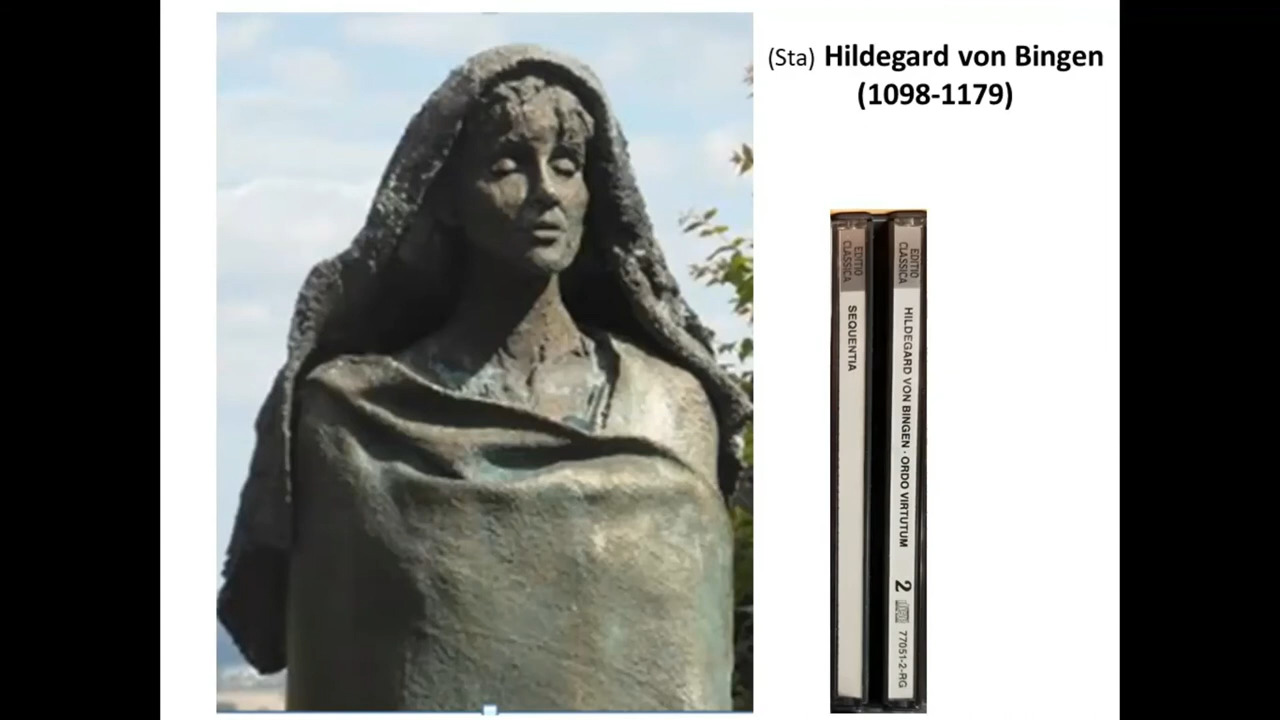 (Sta) Hildegard von Bingen
(1098-1179)
EDITIO
CLASSICA
SEQUENTIA
EDITIO
CLASSICA
HILDEGARD VON BINGEN · ORDO VIRTUTUM
2
77051-2-RG